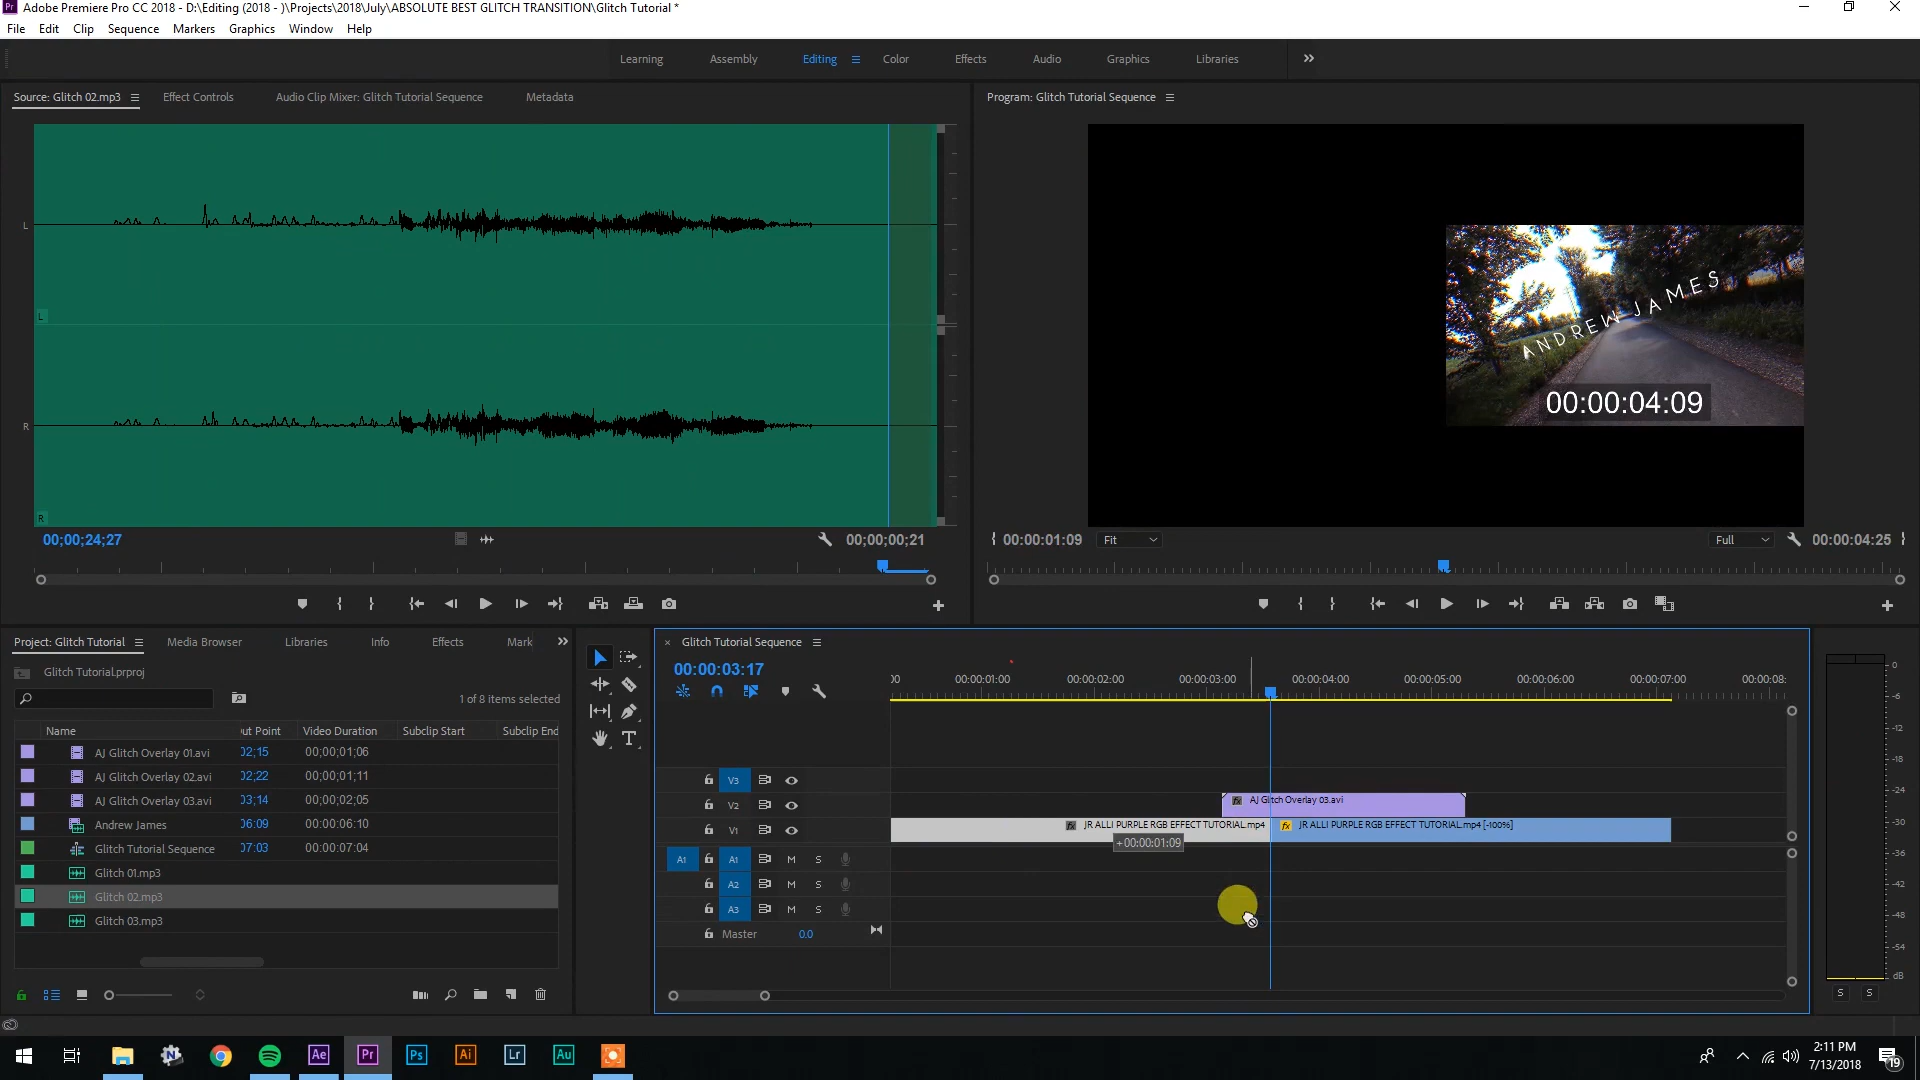 Adobe Premiere Pro CC 2018 - D:\Editing (2018 - )\Projects\2018\July\ABSOLUTE BEST GLITCH TRANSITION\Glitch Tutorial *
File Edit Clip Sequence Markers Graphics Window Help
Learning Assembly Editing Color Effects Audio Graphics Libraries
Source: Glitch 02.mp3 Effect Controls Audio Clip Mixer: Glitch Tutorial Sequence Metadata
Program: Glitch Tutorial Sequence
L
L
R
R
ANDREW JAMES
00:00:04:09
00;00;24;27 00;00;00;21
00:00:01:09 Fit Full 00:00:04:25
Project: Glitch Tutorial Media Browser Libraries Info Effects Mark
Glitch Tutorial.prproj
1 of 8 items selected
Name Out Point Video Duration Subclip Start Subclip End
AJ Glitch Overlay 01.avi 02;15 00;00;01;06
AJ Glitch Overlay 02.avi 02;22 00;00;01;11
AJ Glitch Overlay 03.avi 03;14 00;00;02;05
Andrew James 06:09 00:00:06:10
Glitch Tutorial Sequence 07:03 00:00:07:04
Glitch 01.mp3
Glitch 02.mp3
Glitch 03.mp3
Glitch Tutorial Sequence
00:00:03:17
00 00:00:01:00 00:00:02:00 00:00:03:00 00:00:04:00 00:00:05:00 00:00:06:00 00:00:07:00 00:00:08:
V3
V2 fx AJ Glitch Overlay 03.avi
V1 fx JR ALLI PURPLE RGB EFFECT TUTORIAL.mp4 fx JR ALLI PURPLE RGB EFFECT TUTORIAL.mp4 [-100%]
+00:00:01:09
A1 A1 M S
A2 M S
A3 M S
Master 0.0
0
-6
-12
-18
-24
-30
-36
-42
-48
-54
dB
S S
Ae Pr Ps Ai Lr Au
2:11 PM
7/13/2018
19